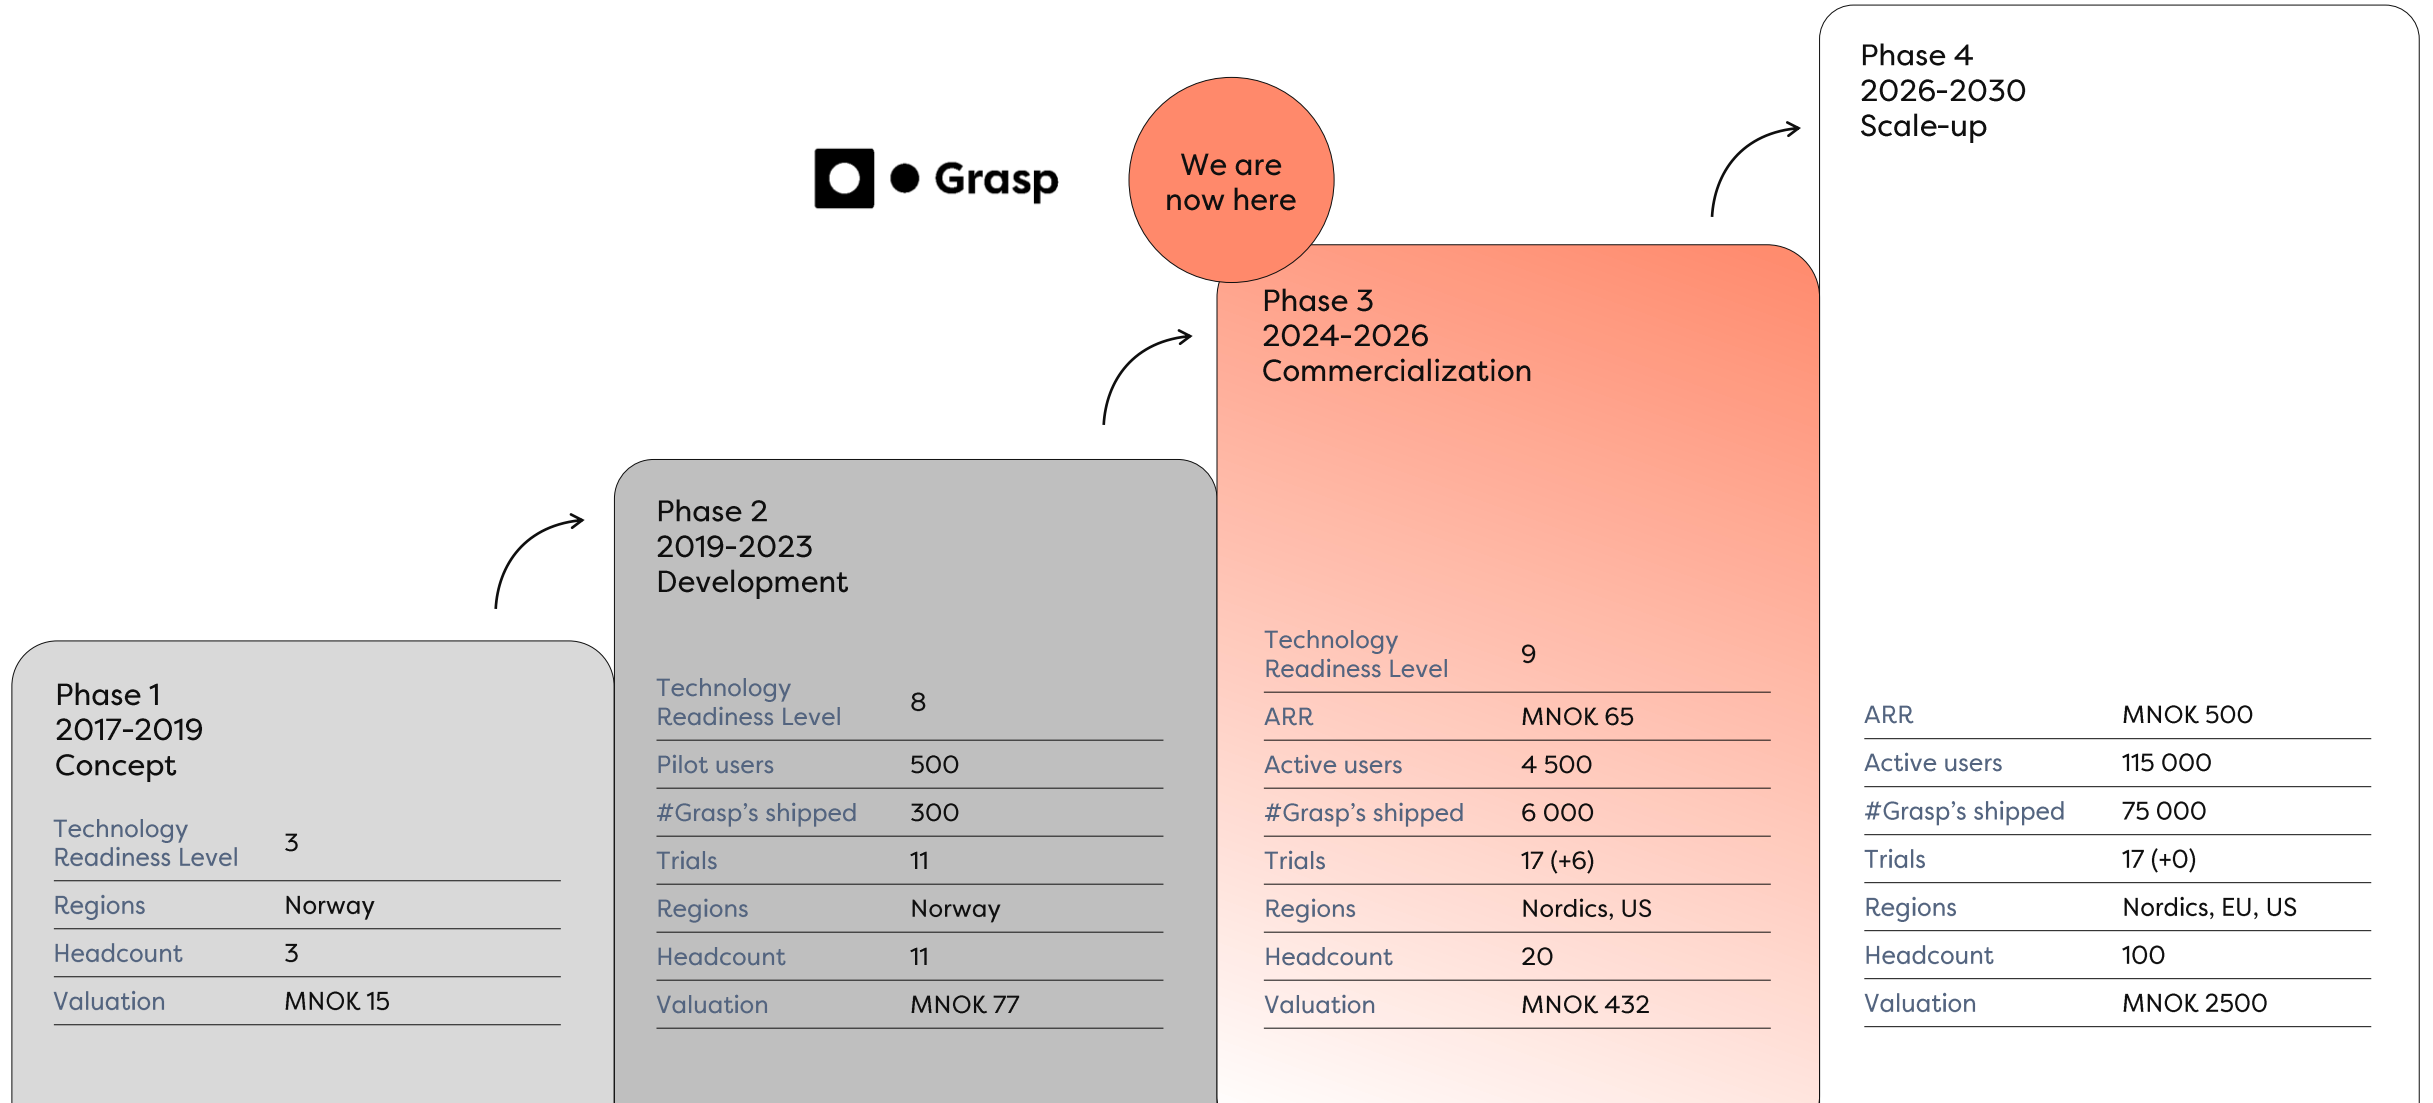 Grasp
We are
now here
Phase 1
2017-2019
Concept
Technology
Readiness Level 3
Regions Norway
Headcount 3
Valuation MNOK 15
Phase 2
2019-2023
Development
Technology
Readiness Level 8
Pilot users 500
#Grasp's shipped 300
Trials 11
Regions Norway
Headcount 11
Valuation MNOK 77
Phase 3
2024-2026
Commercialization
Technology
Readiness Level 9
ARR MNOK 65
Active users 4 500
#Grasp's shipped 6 000
Trials 17 (+6)
Regions Nordics, US
Headcount 20
Valuation MNOK 432
Phase 4
2026-2030
Scale-up
ARR MNOK 500
Active users 115 000
#Grasp's shipped 75 000
Trials 17 (+0)
Regions Nordics, EU, US
Headcount 100
Valuation MNOK 2500